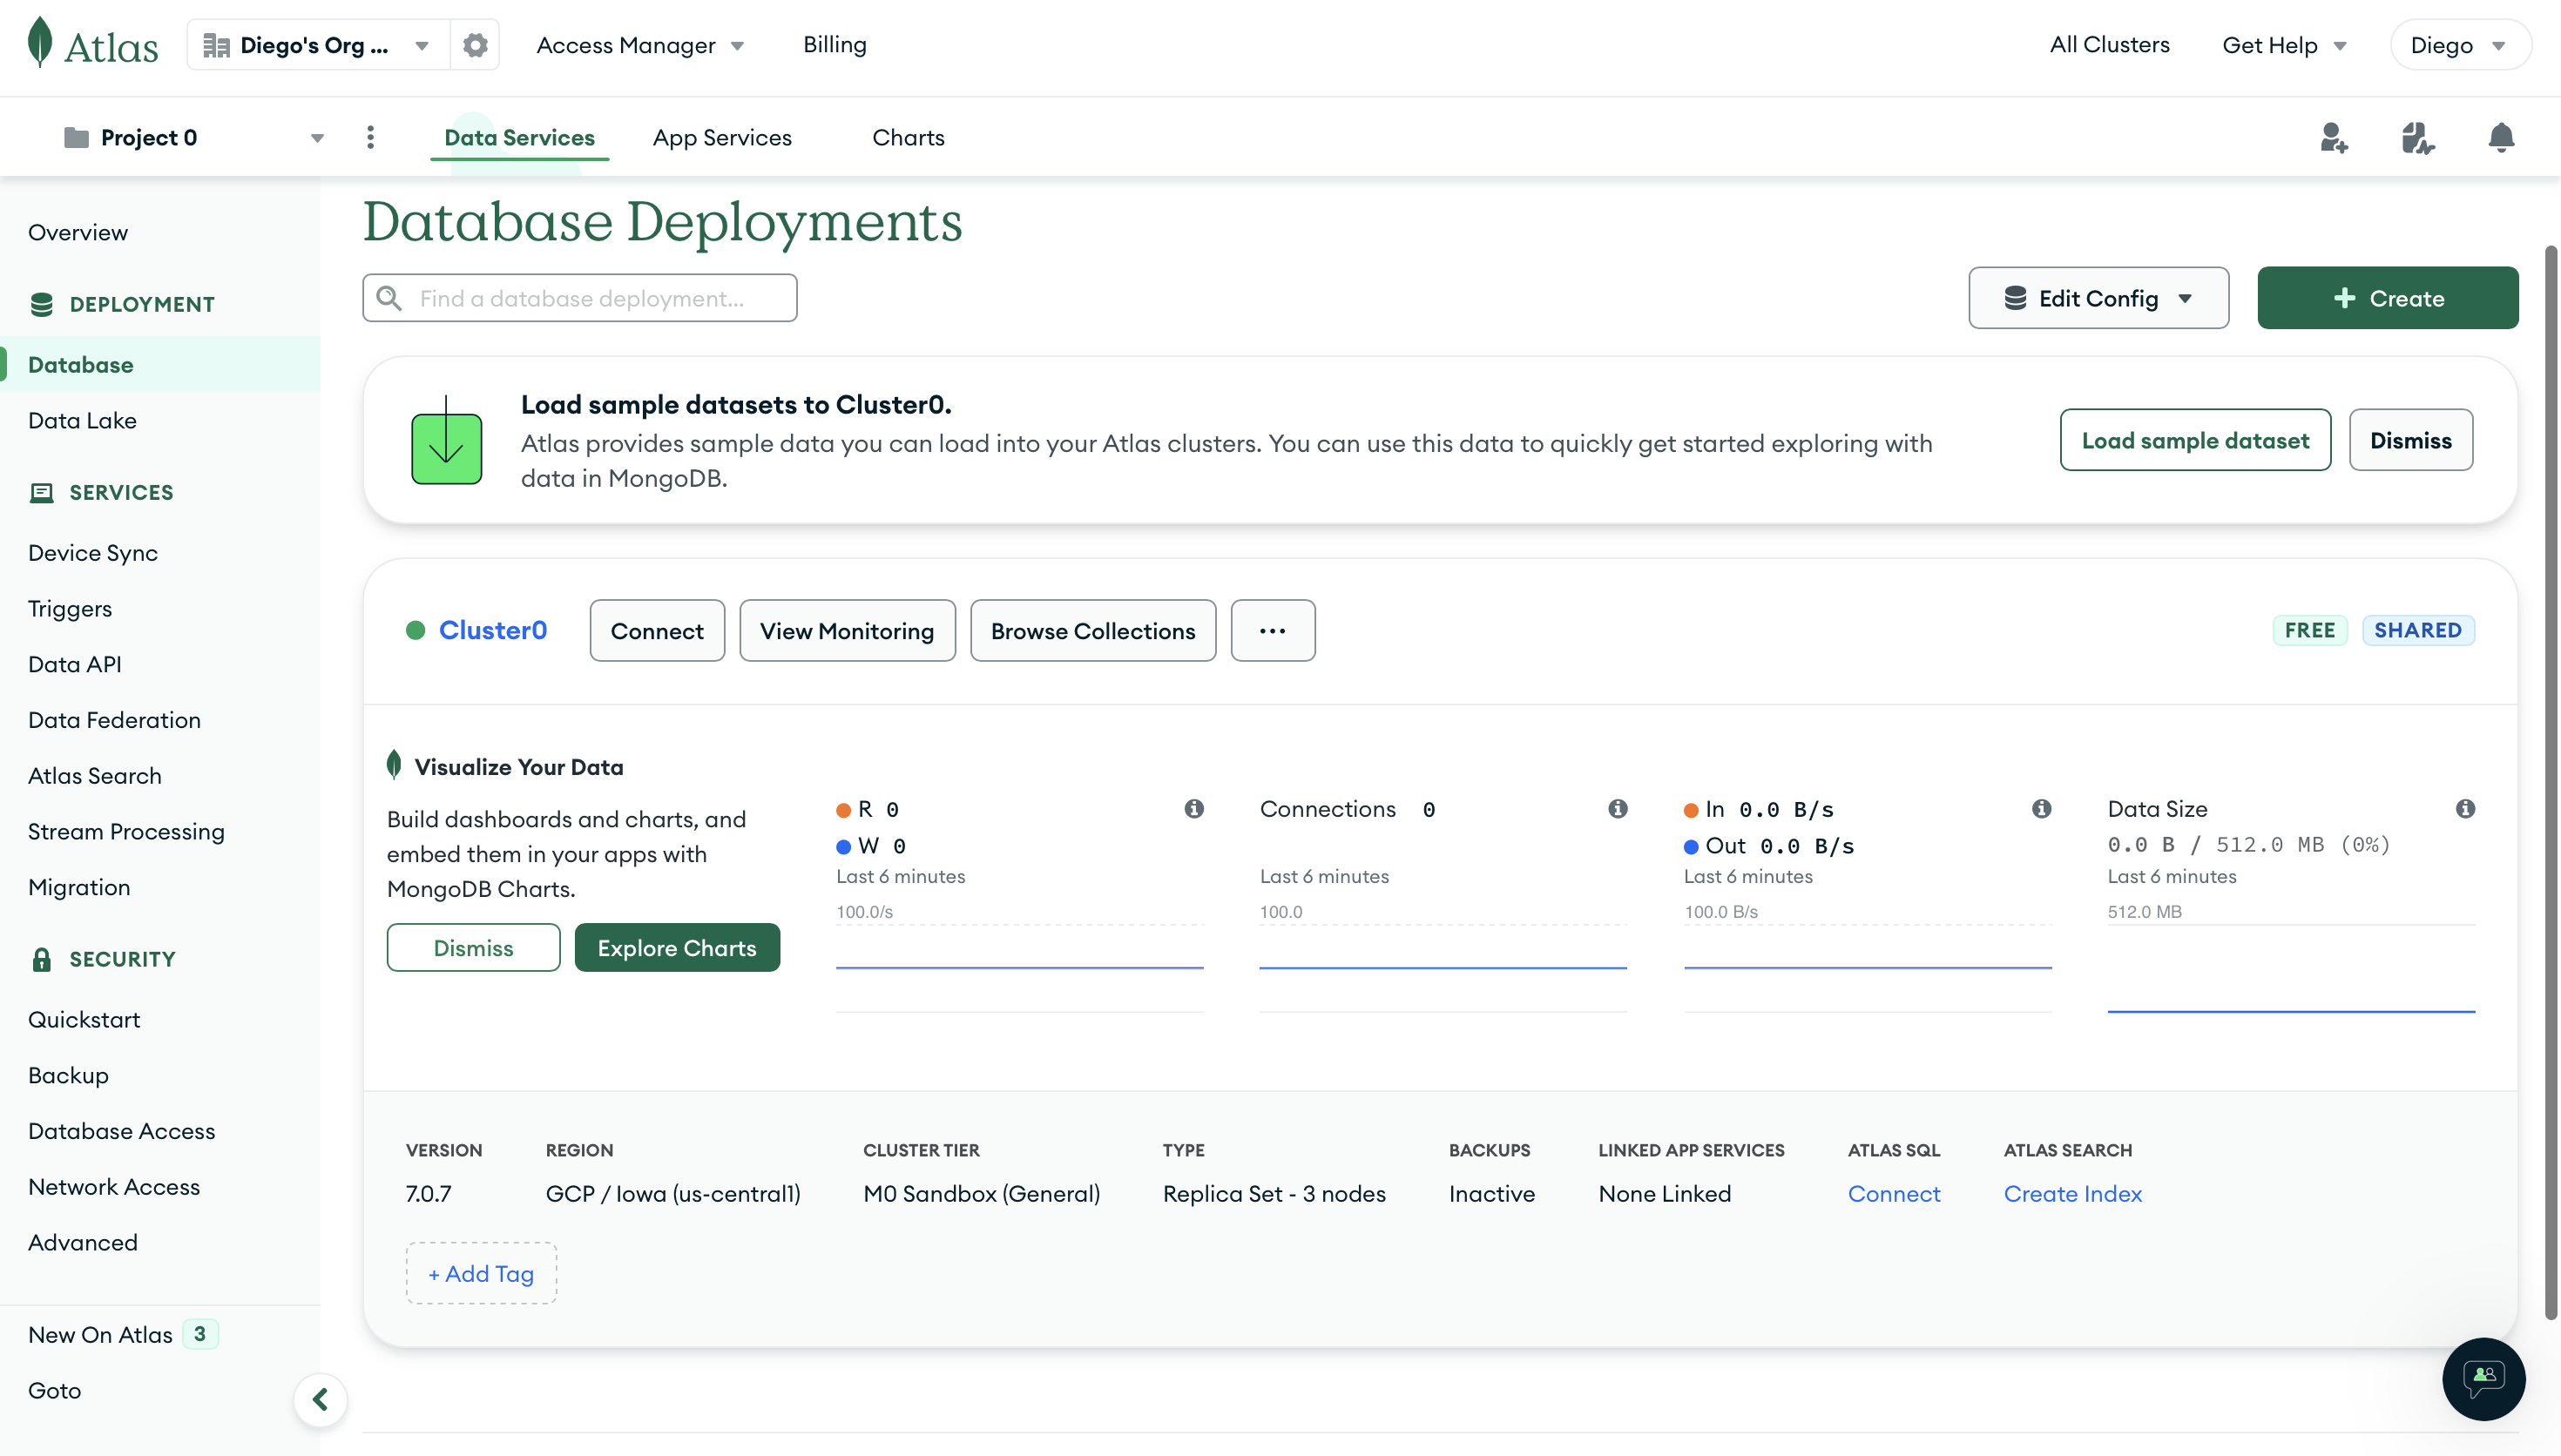 Atlas
Diego's Org ...
Access Manager
Billing
All Clusters
Get Help
Diego
Project 0
Data Services
App Services
Charts
Overview
DEPLOYMENT
Database
Data Lake
SERVICES
Device Sync
Triggers
Data API
Data Federation
Atlas Search
Stream Processing
Migration
SECURITY
Quickstart
Backup
Database Access
Network Access
Advanced
New On Atlas 3
Goto
Database Deployments
Find a database deployment...
Edit Config
+ Create
Load sample datasets to Cluster0.
Atlas provides sample data you can load into your Atlas clusters. You can use this data to quickly get started exploring with
data in MongoDB.
Load sample dataset
Dismiss
Cluster0
Connect
View Monitoring
Browse Collections
...
FREE
SHARED
Visualize Your Data
Build dashboards and charts, and
embed them in your apps with
MongoDB Charts.
Dismiss
Explore Charts
R 0
W 0
Last 6 minutes
100.0/s
Connections 0
Last 6 minutes
100.0
In 0.0 B/s
Out 0.0 B/s
Last 6 minutes
100.0 B/s
Data Size
0.0 B / 512.0 MB (0%)
Last 6 minutes
512.0 MB
VERSION
7.0.7
REGION
GCP / Iowa (us-central1)
CLUSTER TIER
M0 Sandbox (General)
TYPE
Replica Set - 3 nodes
BACKUPS
Inactive
LINKED APP SERVICES
None Linked
ATLAS SQL
Connect
ATLAS SEARCH
Create Index
+ Add Tag